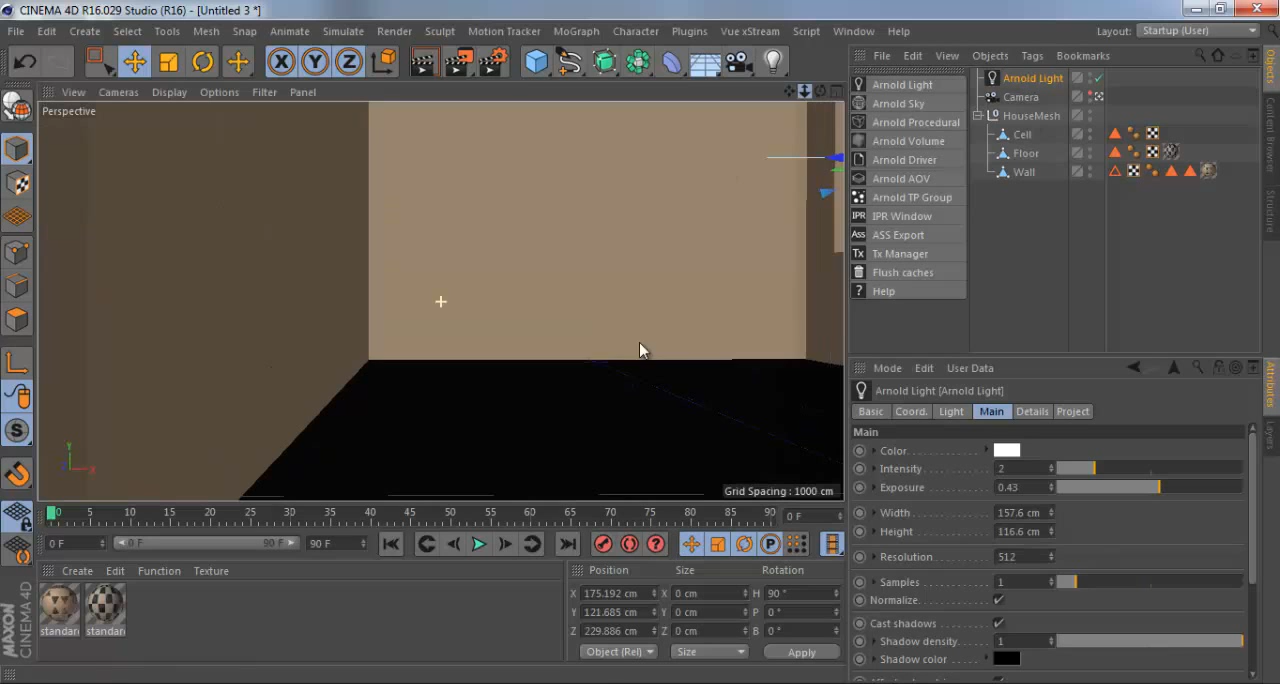 CINEMA 4D R16.029 Studio (R16) - [Untitled 3 *]
File Edit Create Select Tools Mesh Snap Animate Simulate Render Sculpt Motion Tracker MoGraph Character Plugins Vue xStream Script Window Help
Layout: Startup (User)
X Y Z
View Cameras Display Options Filter Panel
Perspective
Grid Spacing : 1000 cm
File Edit View Objects Tags Bookmarks
Arnold Light
Arnold Sky
Arnold Procedural
Arnold Volume
Arnold Driver
Arnold AOV
Arnold TP Group
IPR IPR Window
Ass ASS Export
Tx Tx Manager
Flush caches
? Help
Arnold Light
Camera
HouseMesh
Cell
Floor
Wall
Objects
Content Browser
Structure
Mode Edit User Data
Arnold Light [Arnold Light]
Basic Coord. Light Main Details Project
Main
Color
Intensity 2
Exposure 0.43
Width 157.6 cm
Height 116.6 cm
Resolution 512
Samples 1
Normalize
Cast shadows
Shadow density 1
Shadow color
Attributes
Layers
0 5 10 15 20 25 30 35 40 45 50 55 60 65 70 75 80 85 90 0 F
0 F 0 F 90 F 90 F
Create Edit Function Texture
standard standard
Position Size Rotation
X 175.192 cm X 0 cm H 90 °
Y 121.685 cm Y 0 cm P 0 °
Z 229.886 cm Z 0 cm B 0 °
Object (Rel) Size Apply
MAXON
CINEMA 4D